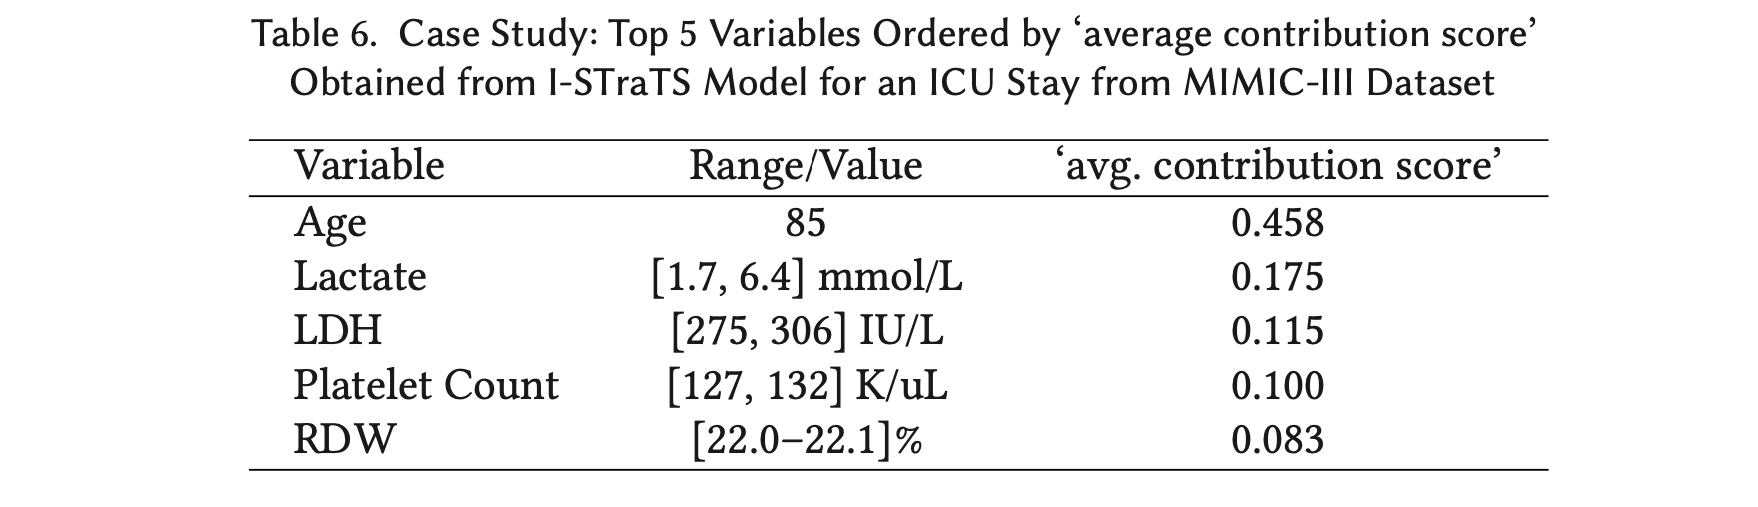 Table 6. Case Study: Top 5 Variables Ordered by ‘average contribution score’
Obtained from I-STraTS Model for an ICU Stay from MIMIC-III Dataset
Variable Range/Value ‘avg. contribution score’
Age 85 0.458
Lactate [1.7, 6.4] mmol/L 0.175
LDH [275, 306] IU/L 0.115
Platelet Count [127, 132] K/uL 0.100
RDW [22.0–22.1]% 0.083